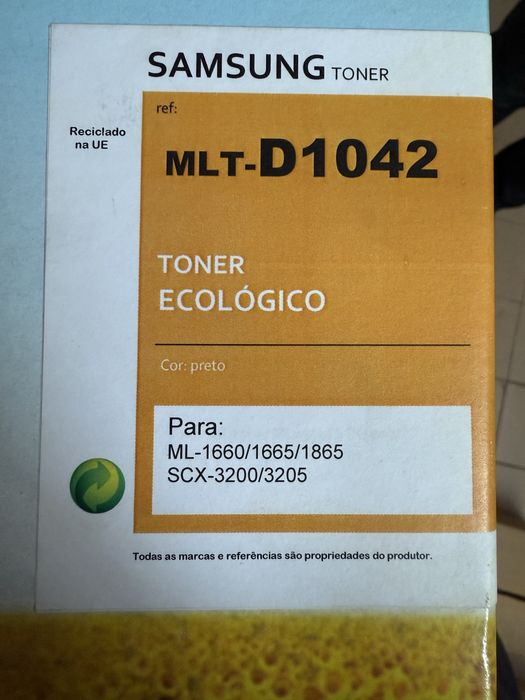 SAMSUNG TONER
ref:
Reciclado
na UE
MLT-D1042
TONER
ECOLÓGICO
Cor: preto
Para:
ML-1660/1665/1865
SCX-3200/3205
Todas as marcas e referências são propriedades do produtor.